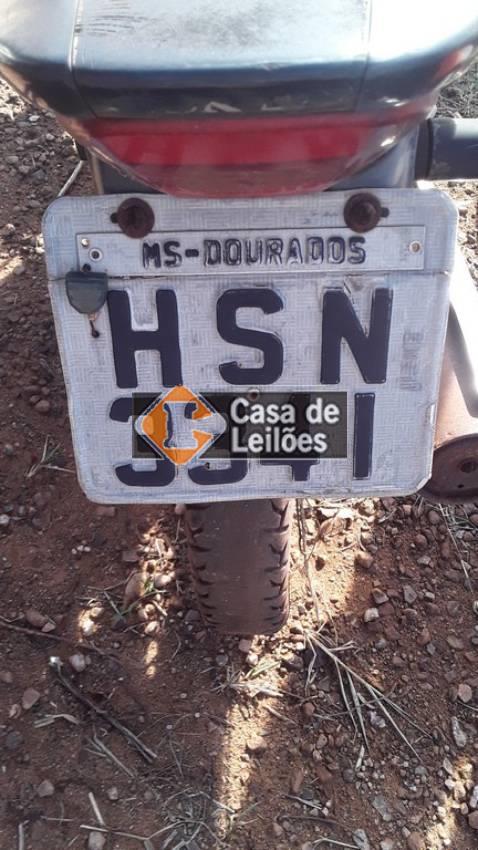 MS-DOURADOS
HSN
Casa de
Leilões